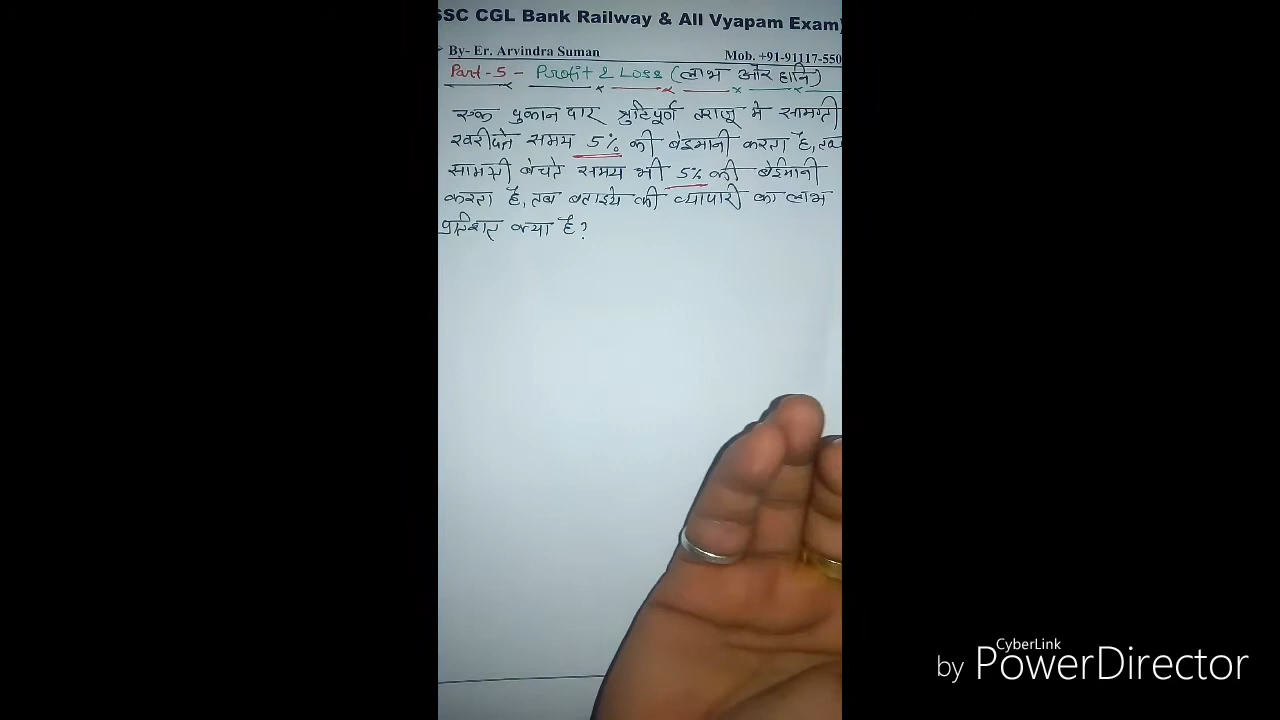 SSC CGL Bank Railway & All Vyapam Exam)
By- Er. Arvindra Suman Mob. +91-91117-550
Part-5 - Profit & Loss (लाभ और हानि)
एक दुकानदार त्रुटिपूर्ण तराजू मे सामग्री
खरीदते समय 5% की बेइमानी करता है, तथा
सामग्री बेचते समय भी 5% की बेईमानी
करता है, तब बताइये की व्यापारी का लाभ
प्रतिशत क्या है?
CyberLink
by PowerDirector